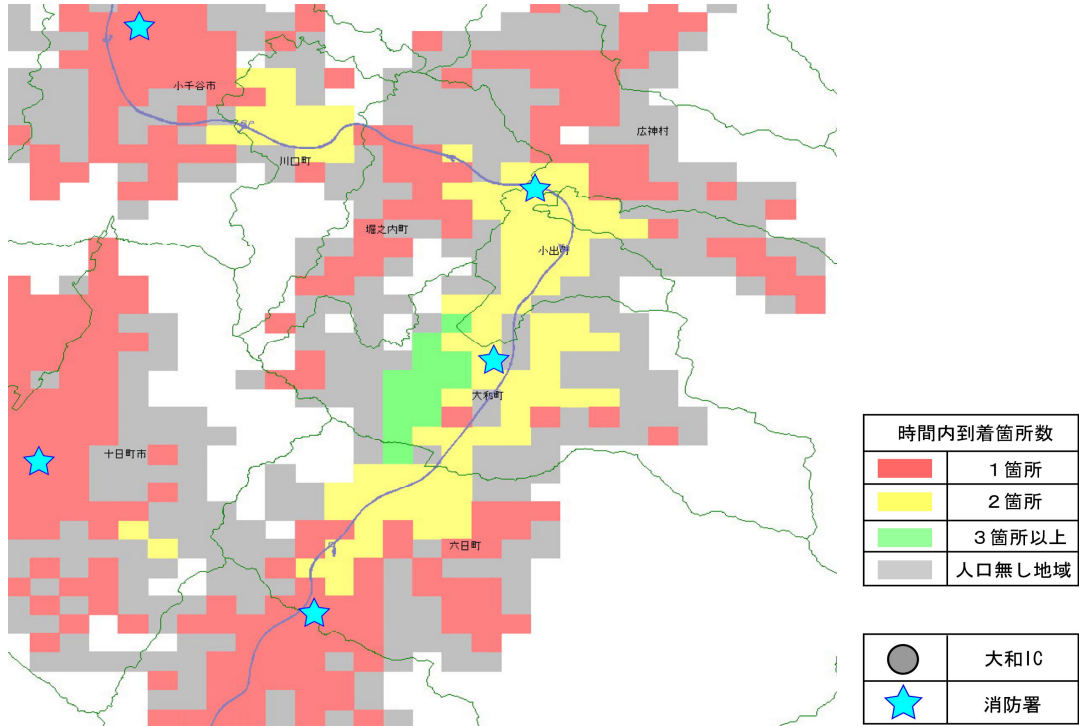 小千谷市
広神村
川口町
堀之内町
小出町
大和町
十日町市
六日町
時間内到着箇所数
1箇所
2箇所
3箇所以上
人口無し地域
大和IC
消防署